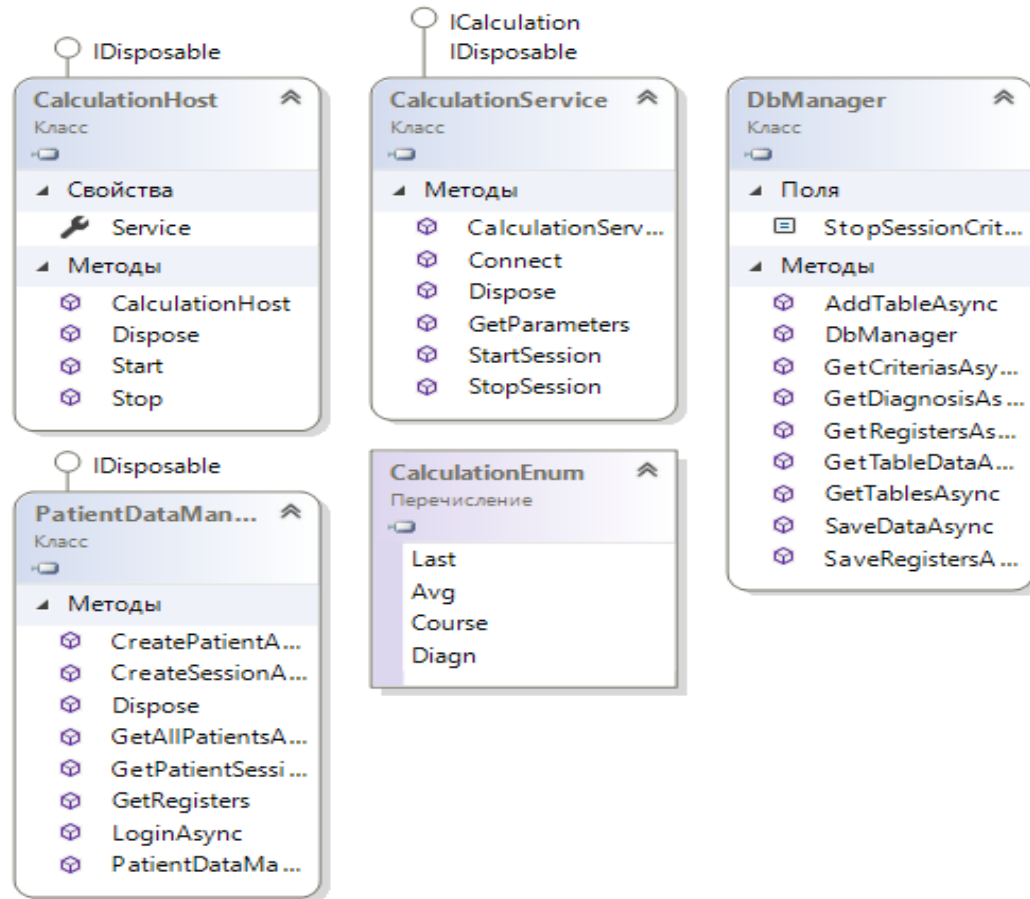 IDisposable
CalculationHost
Класс
Свойства
Service
Методы
CalculationHost
Dispose
Start
Stop
ICalculation
IDisposable
CalculationService
Класс
Методы
CalculationServ...
Connect
Dispose
GetParameters
StartSession
StopSession
DbManager
Класс
Поля
StopSessionCrit...
Методы
AddTableAsync
DbManager
GetCriteriasAsy...
GetDiagnosisAs...
GetRegistersAs...
GetTableDataA...
GetTablesAsync
SaveDataAsync
SaveRegistersA...
IDisposable
PatientDataMan...
Класс
Методы
CreatePatientA...
CreateSessionA...
Dispose
GetAllPatientsA...
GetPatientSessi...
GetRegisters
LoginAsync
PatientDataMa...
CalculationEnum
Перечисление
Last
Avg
Course
Diagn